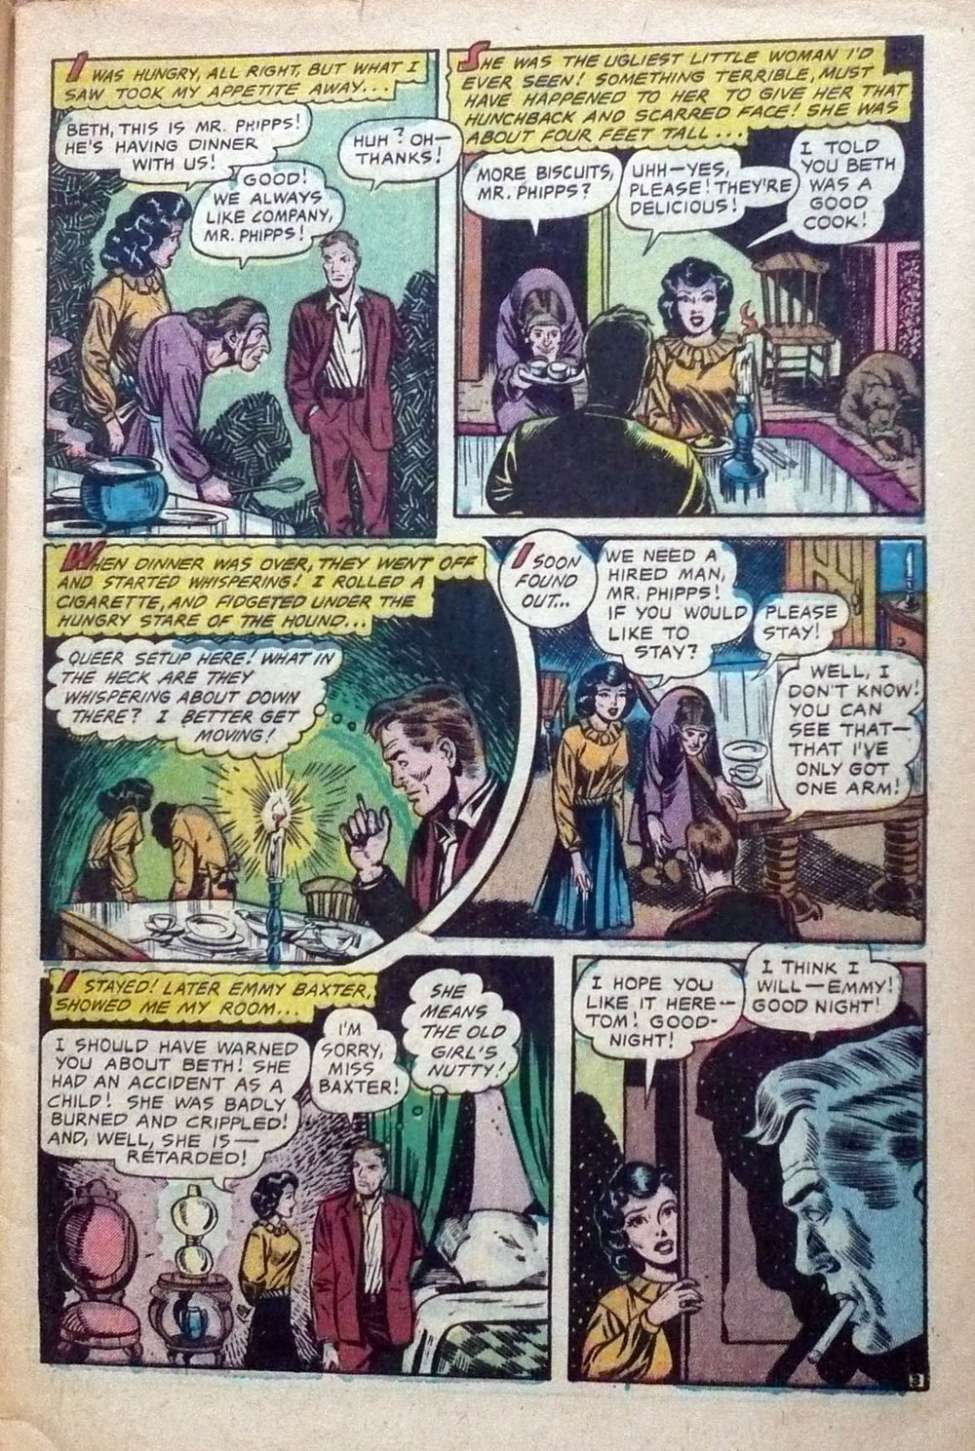 I WAS HUNGRY, ALL RIGHT, BUT WHAT I
SAW TOOK MY APPETITE AWAY...
BETH, THIS IS MR. PHIPPS!
HE'S HAVING DINNER
WITH US!
GOOD!
WE ALWAYS
LIKE COMPANY,
MR. PHIPPS!
HUH? OH—
THANKS!
SHE WAS THE UGLIEST LITTLE WOMAN I'D
EVER SEEN! SOMETHING TERRIBLE, MUST
HAVE HAPPENED TO HER TO GIVE HER THAT
HUNCHBACK AND SCARRED FACE! SHE WAS
ABOUT FOUR FEET TALL...
MORE BISCUITS,
MR. PHIPPS?
UHH—YES,
PLEASE! THEY'RE
DELICIOUS!
I TOLD
YOU BETH
WAS A
GOOD
COOK!
WHEN DINNER WAS OVER, THEY WENT OFF
AND STARTED WHISPERING! I ROLLED A
CIGARETTE, AND FIDGETED UNDER THE
HUNGRY STARE OF THE HOUND...
QUEER SETUP HERE! WHAT IN
THE HECK ARE THEY
WHISPERING ABOUT DOWN
THERE? I BETTER GET
MOVING!
I SOON
FOUND
OUT...
WE NEED A
HIRED MAN,
MR. PHIPPS!
IF YOU WOULD
LIKE TO
STAY?
PLEASE
STAY!
WELL, I
DON'T KNOW!
YOU CAN
SEE THAT—
THAT I'VE
ONLY GOT
ONE ARM!
I STAYED! LATER EMMY BAXTER,
SHOWED ME MY ROOM...
I SHOULD HAVE WARNED
YOU ABOUT BETH! SHE
HAD AN ACCIDENT AS A
CHILD! SHE WAS BADLY
BURNED AND CRIPPLED!
AND, WELL, SHE IS—
RETARDED!
I'M
SORRY,
MISS
BAXTER!
SHE
MEANS
THE OLD
GIRL'S
NUTTY!
I HOPE YOU
LIKE IT HERE--
TOM! GOOD-
NIGHT!
I THINK I
WILL—EMMY!
GOOD NIGHT!
3